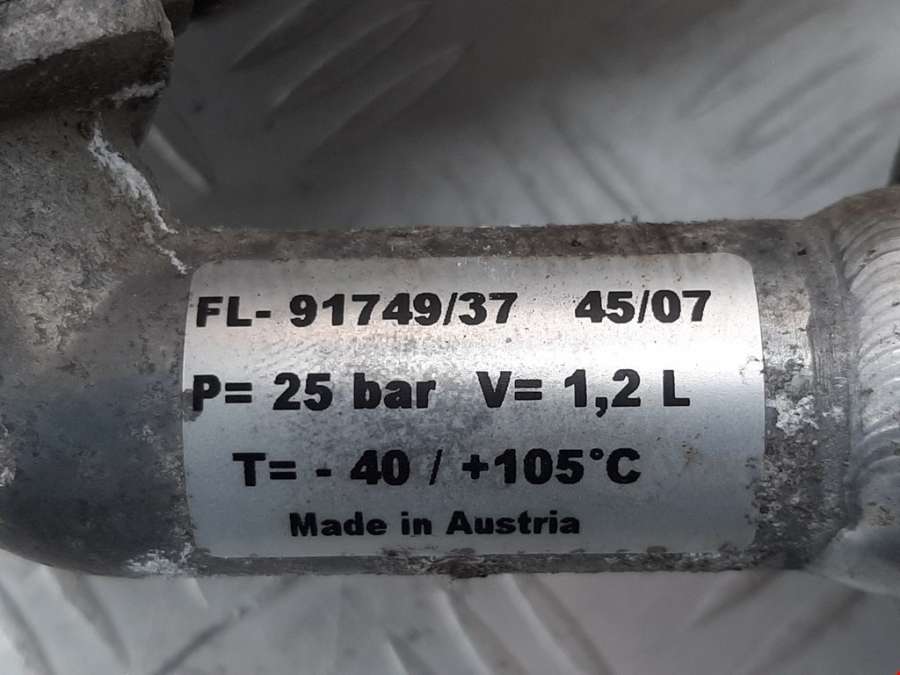 FL- 91749/37 45/07
P= 25 bar V= 1,2 L
T= - 40 / +105°C
Made in Austria